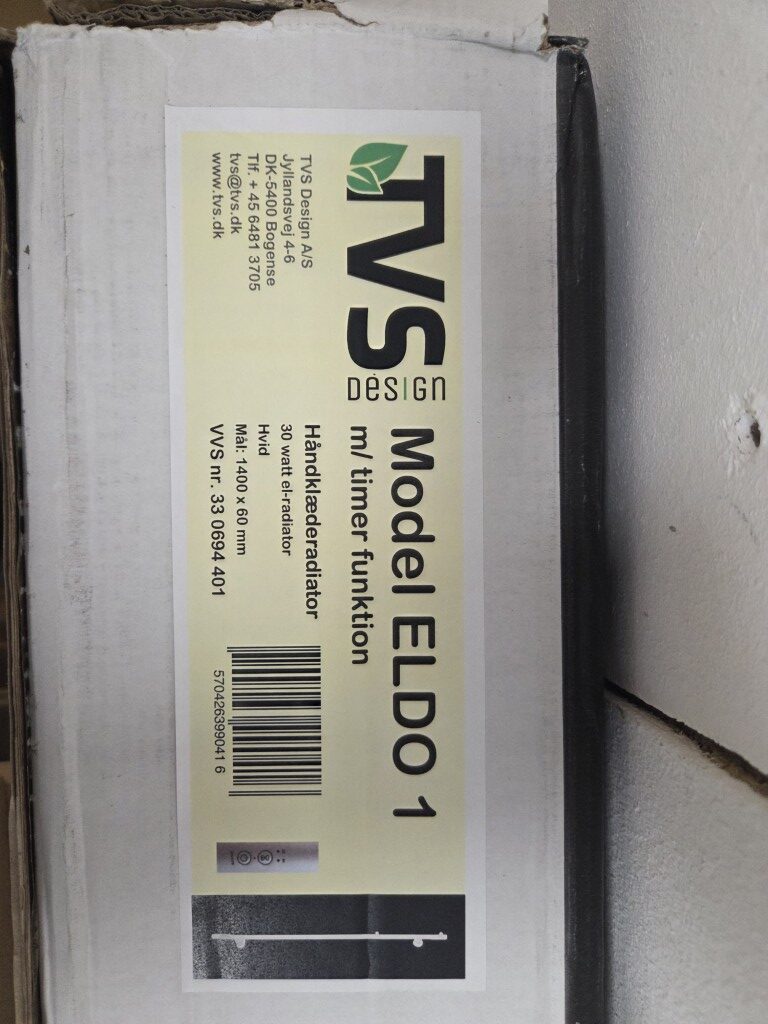 TVS
DESIGN
Model ELDO 1
m/ timer funktion
TVS Design A/S
Jyllandsvej 4-6
DK-5400 Bogense
Tlf. + 45 6481 3705
tvs@tvs.dk
www.tvs.dk
Håndklæderadiator
30 watt el-radiator
Hvid
Mål: 1400 x 60 mm
VVS nr. 33 0694 401
570426399041 6